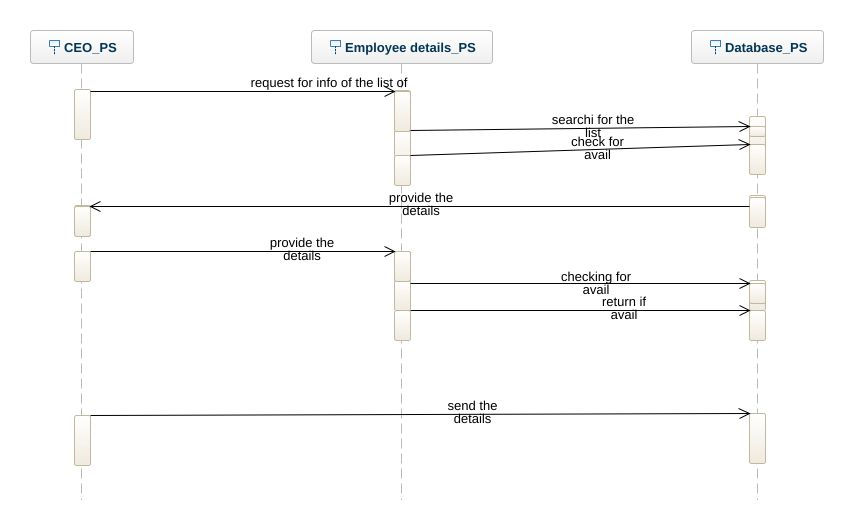 CEO_PS
Employee details_PS
Database_PS
request for info of the list of
searchi for the
list
check for
avail
provide the
details
provide the
details
checking for
avail
return if
avail
send the
details